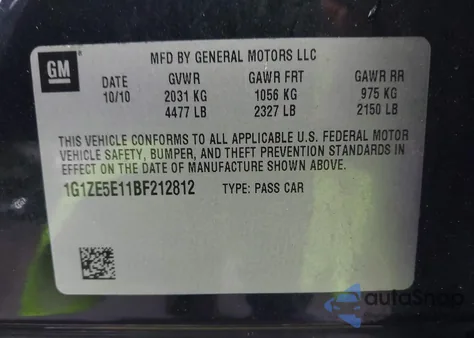 GM
MFD BY GENERAL MOTORS LLC
DATE GVWR GAWR FRT GAWR RR
10/10 2031 KG 1056 KG 975 KG
4477 LB 2327 LB 2150 LB
THIS VEHICLE CONFORMS TO ALL APPLICABLE U.S. FEDERAL MOTOR
VEHICLE SAFETY, BUMPER, AND THEFT PREVENTION STANDARDS IN
EFFECT ON THE DATE OF MANUFACTURE SHOWN ABOVE.
1G1ZE5E11BF212812 TYPE: PASS CAR
autoSnap